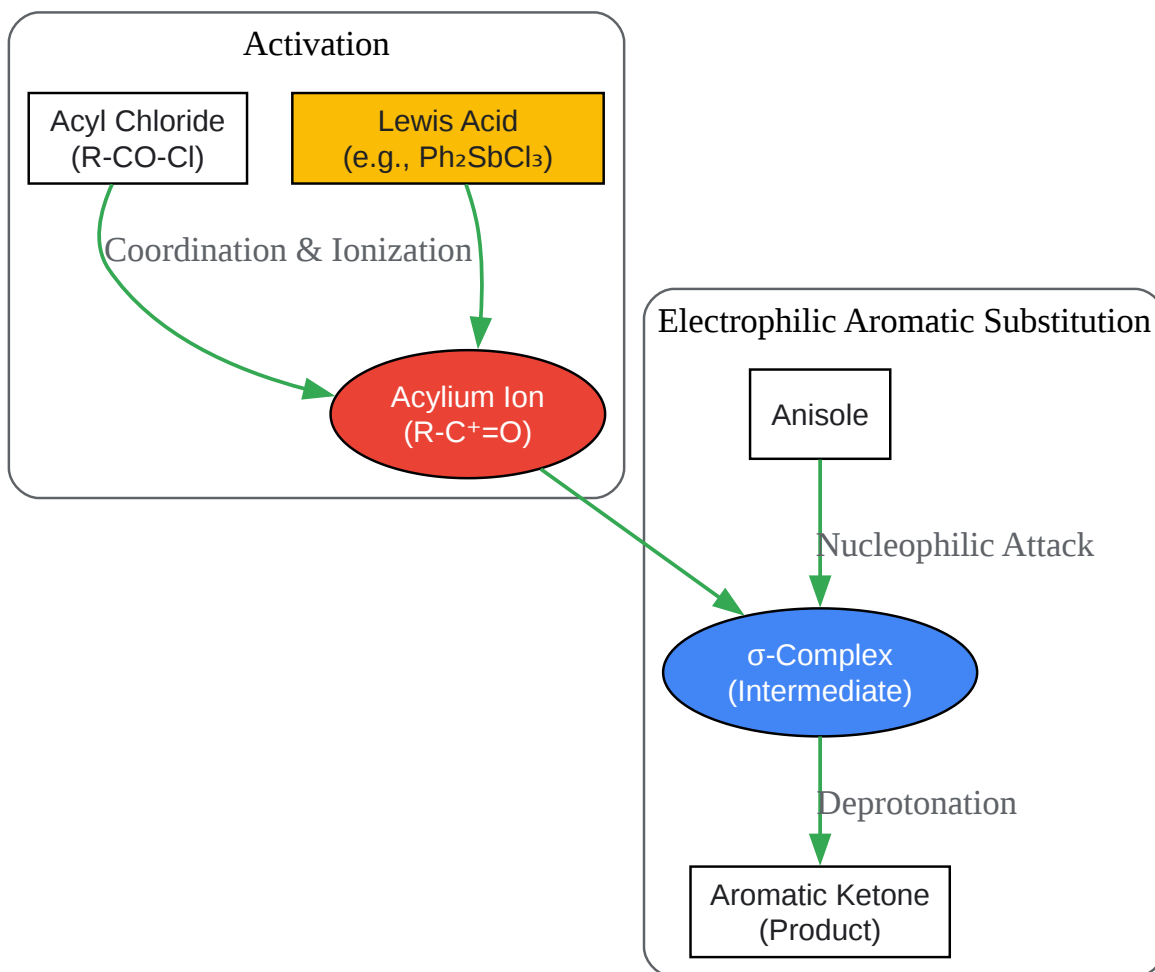 Activation
Acyl Chloride
(R-CO-Cl)
Lewis Acid
(e.g., Ph₂SbCl₃)
Coordination & Ionization
Acylium Ion
(R-C⁺=O)
Electrophilic Aromatic Substitution
Anisole
Nucleophilic Attack
σ-Complex
(Intermediate)
Deprotonation
Aromatic Ketone
(Product)